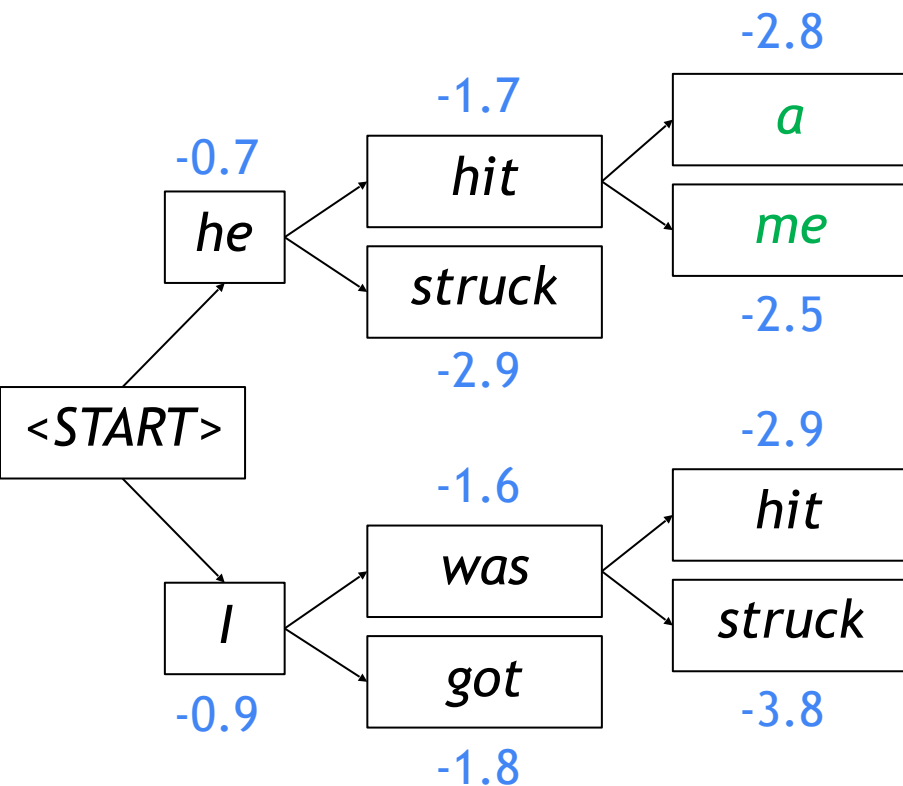 -2.8
-1.7
a
-0.7
hit
he
me
struck
-2.5
-2.9
<START>
-2.9
-1.6
hit
was
I
struck
got
-0.9
-3.8
-1.8